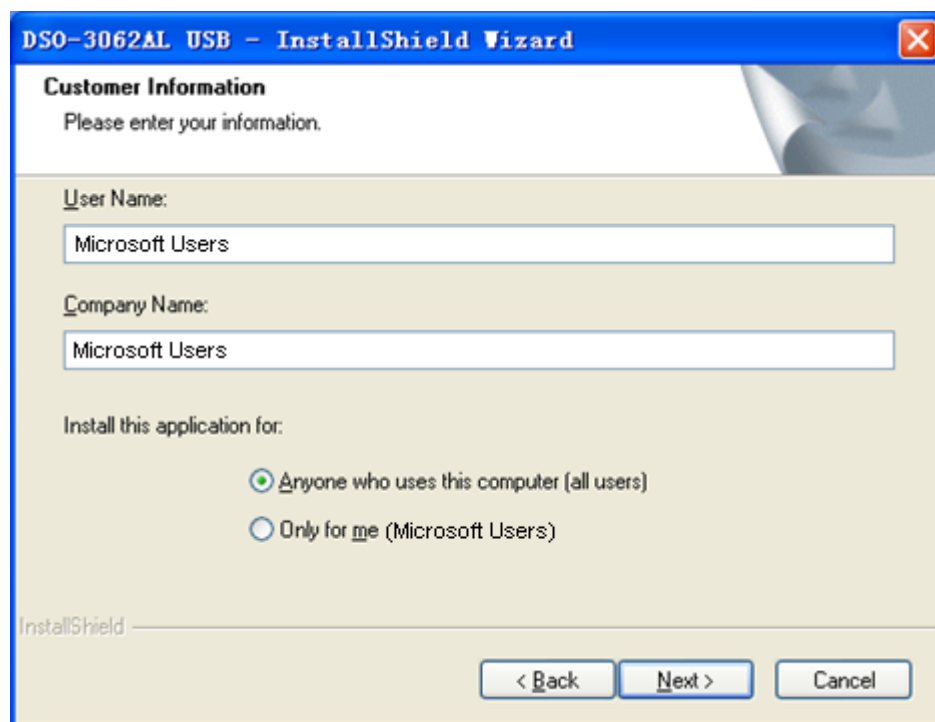 DSO-3062AL USB - InstallShield Wizard
Customer Information
Please enter your information.
User Name:
Microsoft Users
Company Name:
Microsoft Users
Install this application for:
Anyone who uses this computer (all users)
Only for me (Microsoft Users)
InstallShield
< Back Next > Cancel